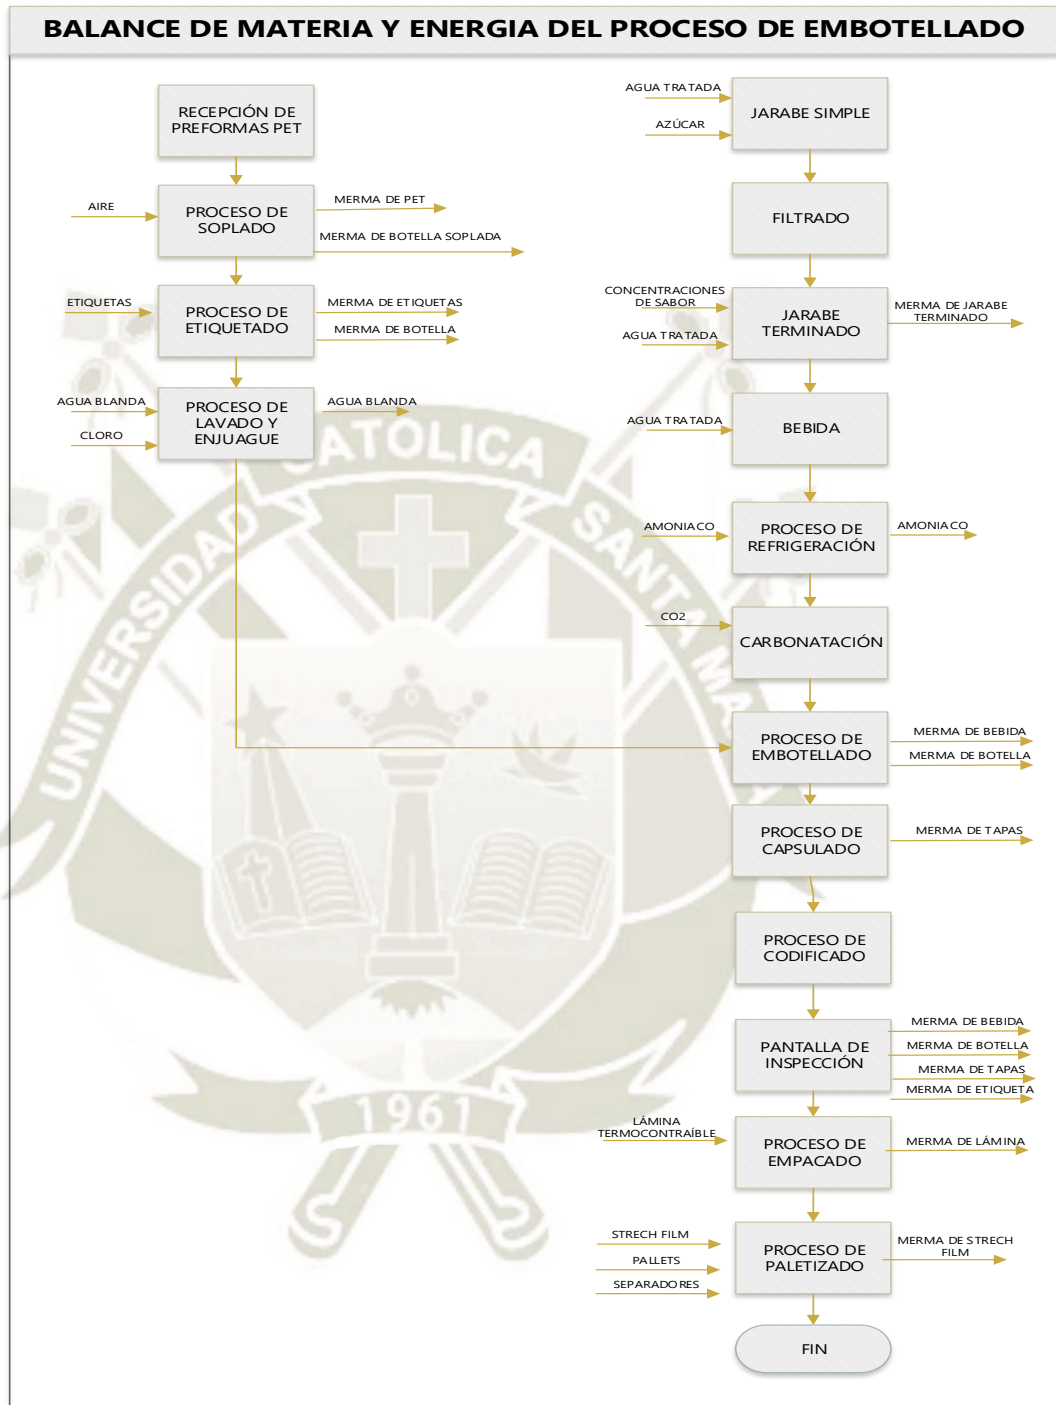 BALANCE DE MATERIA Y ENERGIA DEL PROCESO DE EMBOTELLADO
RECEPCIÓN DE
PREFORMAS PET
AIRE
PROCESO DE
SOPLADO
MERMA DE PET
MERMA DE BOTELLA SOPLADA
ETIQUETAS
PROCESO DE
ETIQUETADO
MERMA DE ETIQUETAS
MERMA DE BOTELLA
AGUA BLANDA
CLORO
PROCESO DE
LAVADO Y
ENJUAGUE
AGUA BLANDA
AGUA TRATADA
AZÚCAR
JARABE SIMPLE
FILTRADO
CONCENTRACIONES
DE SABOR
AGUA TRATADA
JARABE
TERMINADO
MERMA DE JARABE
TERMINADO
AGUA TRATADA
BEBIDA
AMONIACO
PROCESO DE
REFRIGERACIÓN
AMONIACO
CO2
CARBONATACIÓN
PROCESO DE
EMBOTELLADO
MERMA DE BEBIDA
MERMA DE BOTELLA
PROCESO DE
CAPSULADO
MERMA DE TAPAS
PROCESO DE
CODIFICADO
PANTALLA DE
INSPECCIÓN
MERMA DE BEBIDA
MERMA DE BOTELLA
MERMA DE TAPAS
MERMA DE ETIQUETA
LÁMINA
TERMOCONTRAÍBLE
PROCESO DE
EMPACADO
MERMA DE LÁMINA
STRECH FILM
PALLETS
SEPARADORES
PROCESO DE
PALETIZADO
MERMA DE STRECH
FILM
FIN
UNIVERSIDAD CATÓLICA SANTA MARÍA
1961